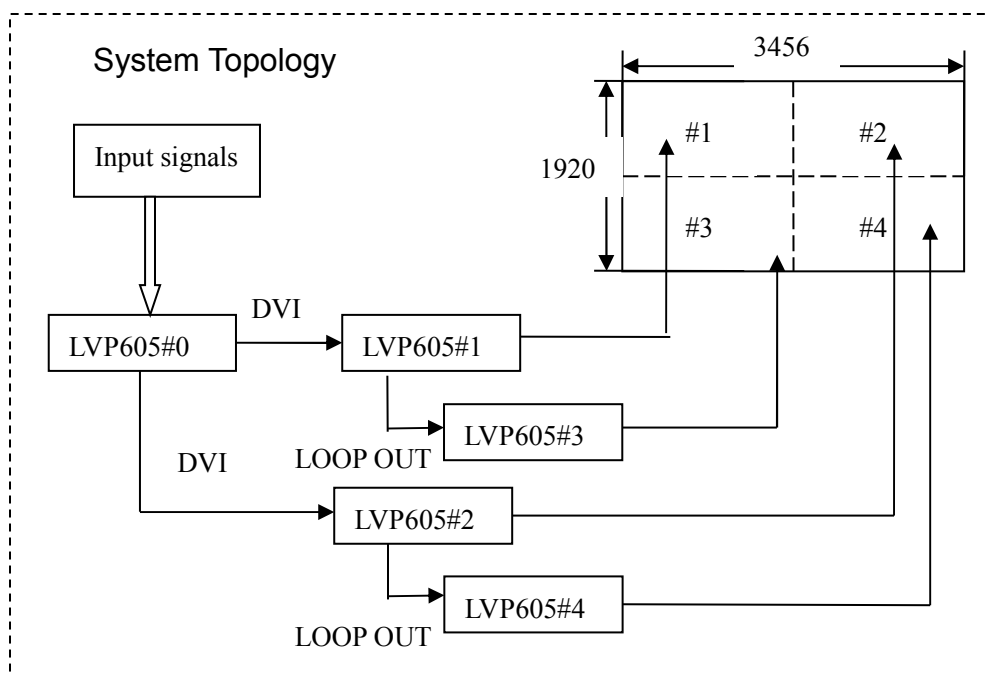 System Topology
3456
Input signals
#1
#2
1920
#3
#4
DVI
LVP605#0
LVP605#1
LVP605#3
LOOP OUT
DVI
LVP605#2
LVP605#4
LOOP OUT